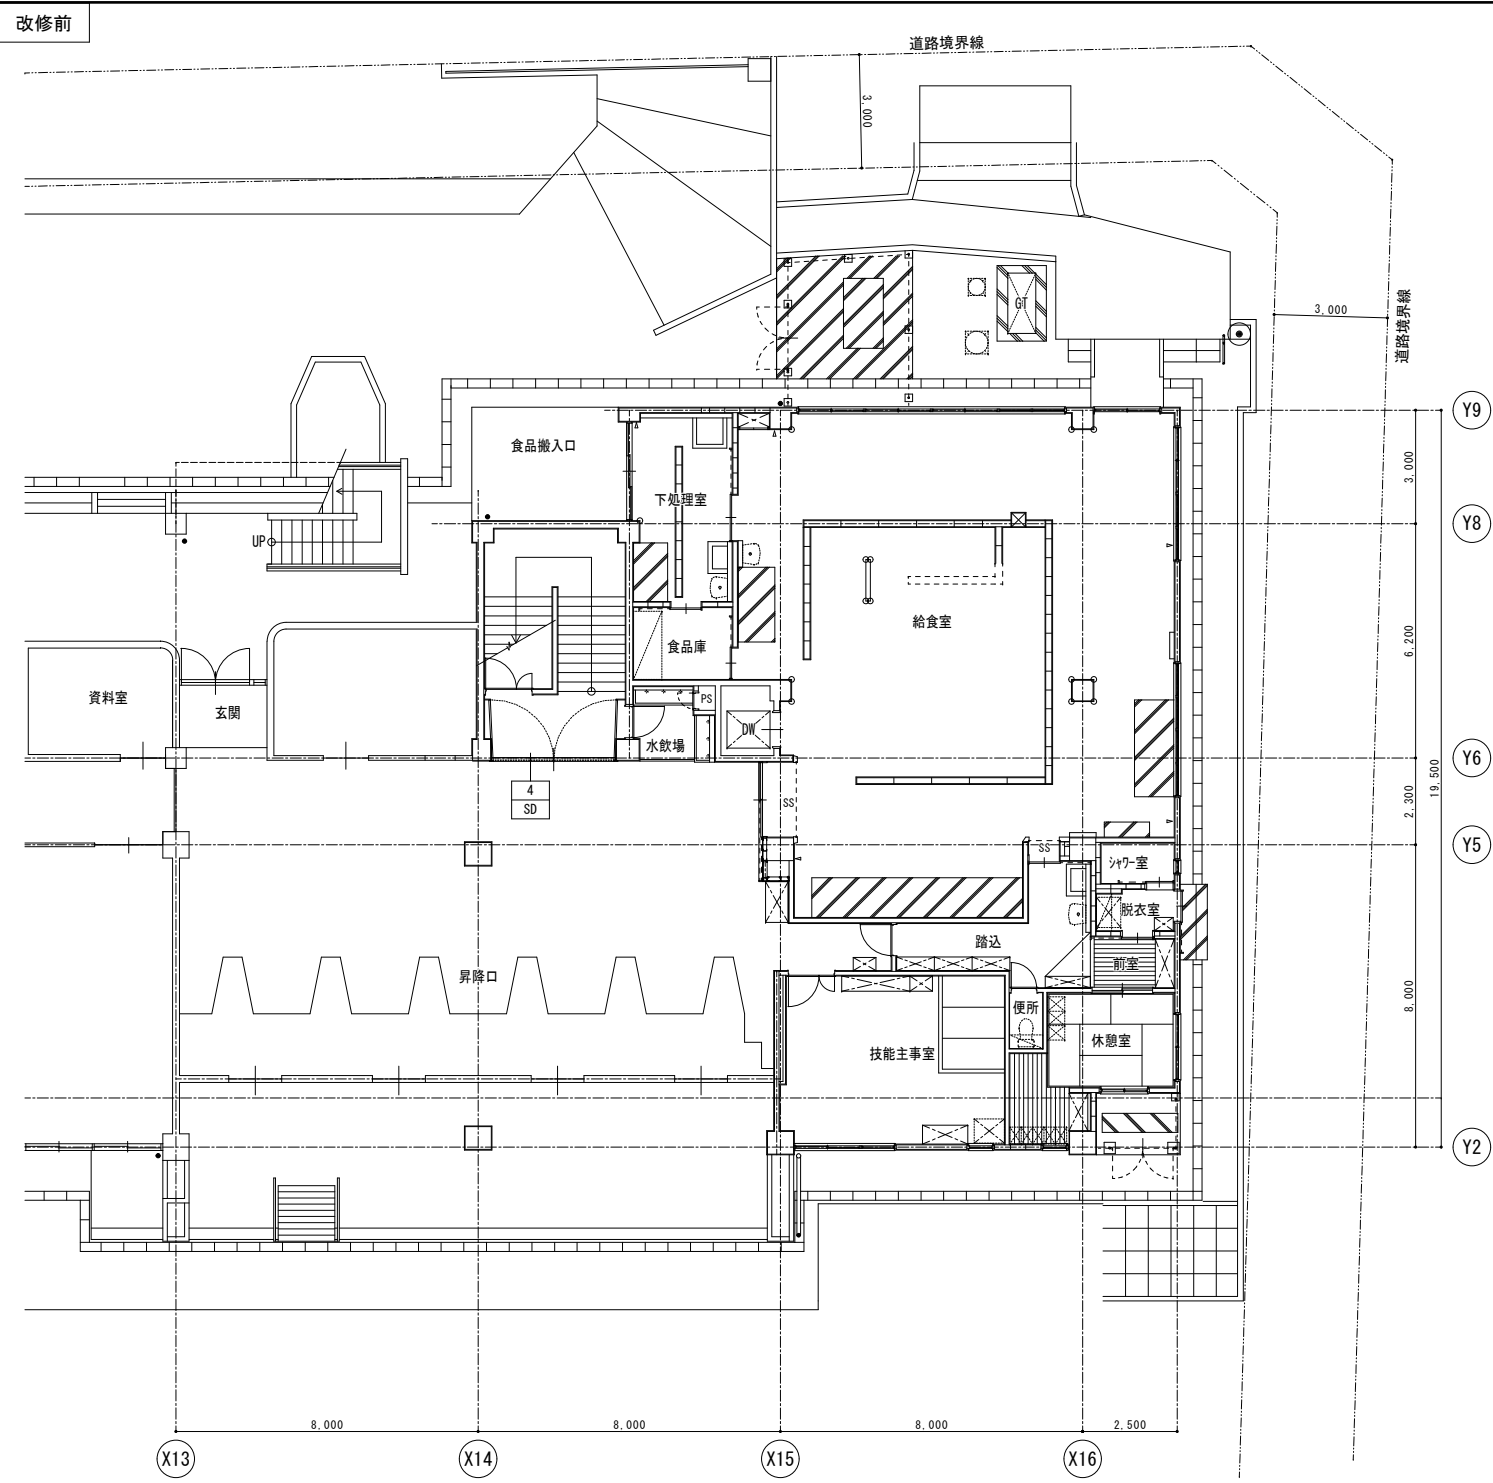 改修前
道路境界線
3,000
GT
3,000
道路境界線
Y9
食品搬入口
3,000
下処理室
Y8
UP
給食室
6,200
食品庫
資料室
玄関
PS
DW
水飲場
Y6
4
SD
SS
2,300
19,500
SS
Y5
シャワー室
脱衣室
踏込
前室
昇降口
8,000
便所
技能主事室
休憩室
Y2
8,000
8,000
8,000
2,500
X13
X14
X15
X16